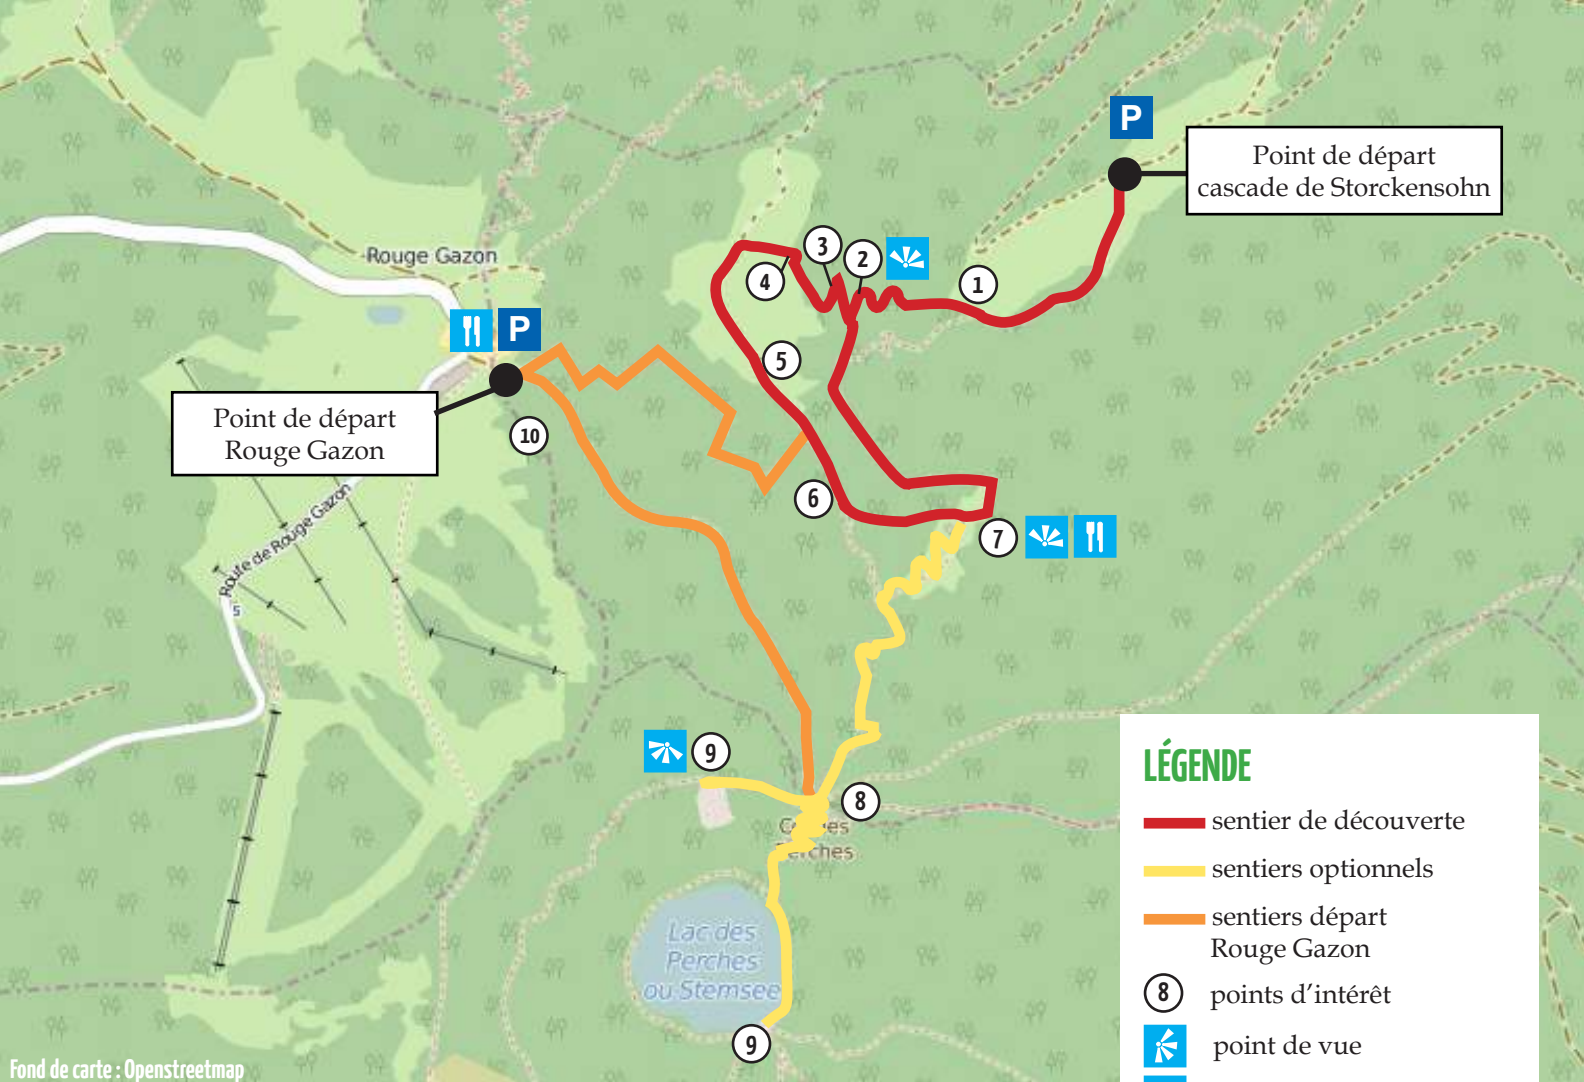 P
Point de départ
cascade de Storckensohn
3
2
4
1
Rouge Gazon
P
5
Point de départ
Rouge Gazon
10
6
7
Route de Rouge Gazon
5
9
8
Perches
Lac des
Perches
ou Stemsee
9
LÉGENDE
sentier de découverte
sentiers optionnels
sentiers départ
Rouge Gazon
8 points d'intérêt
point de vue
Fond de carte : Openstreetmap